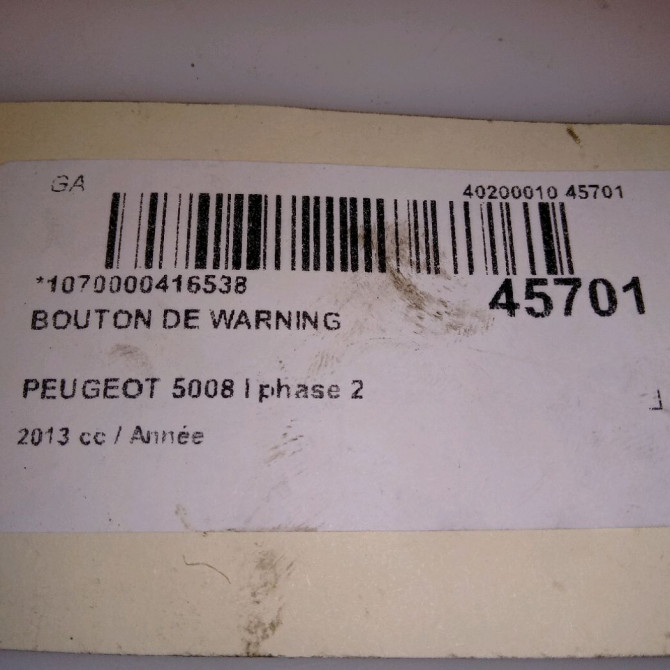 GA
40200010 45701
*1070000416538
45701
BOUTON DE WARNING
PEUGEOT 5008 I phase 2
2013 cc / Année